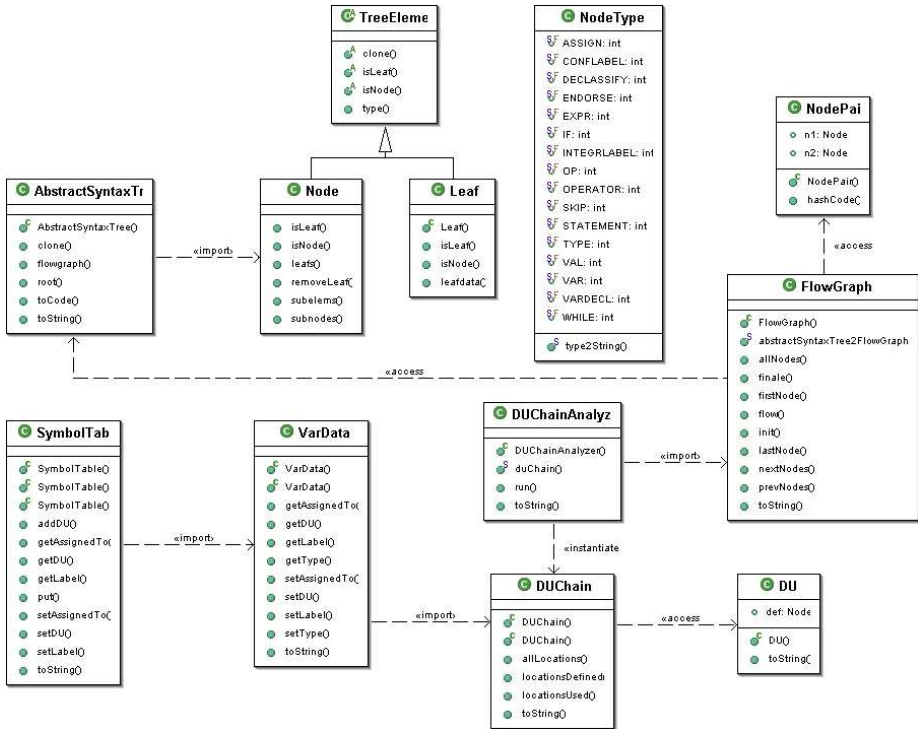 TreeEleme
clone()
isLeaf()
isNode()
type()
NodeType
ASSIGN: int
CONFLABEL: int
DECLASSIFY: int
ENDORSE: int
EXPR: int
IF: int
INTEGRLABEL: int
OP: int
OPERATOR: int
SKIP: int
STATEMENT: int
TYPE: int
VAL: int
VAR: int
VARDECL: int
WHILE: int
type2String()
NodePai
n1: Node
n2: Node
NodePair()
hashCode(
AbstractSyntaxTr
AbstractSyntaxTree()
clone()
flowgraph()
root()
toCode()
toString()
«import»
Node
isLeaf()
isNode()
leafs()
removeLeaf(
subelems()
subnodes()
Leaf
Leaf()
isLeaf()
isNode()
leafdata(
«access»
FlowGraph
FlowGraph()
abstractSyntaxTree2FlowGraph
allNodes()
finale()
firstNode()
flow()
init()
lastNode()
nextNodes()
prevNodes()
toString()
«access»
SymbolTab
SymbolTable()
SymbolTable()
SymbolTable()
addDU()
getAssignedTo(
getDU()
getLabel()
put()
setAssignedTo(
setDU()
setLabel()
toString()
«import»
VarData
VarData()
VarData()
getAssignedTo(
getDU()
getLabel()
getType()
setAssignedTo(
setDU()
setLabel()
setType()
toString()
DUChainAnalyz
DUChainAnalyzer()
duChain()
run()
toString()
«import»
«instantiate
«import»
DUChain
DUChain()
DUChain()
allLocations()
locationsDefined(
locationsUsed()
toString()
«access»
DU
def: Node
DU()
toString(